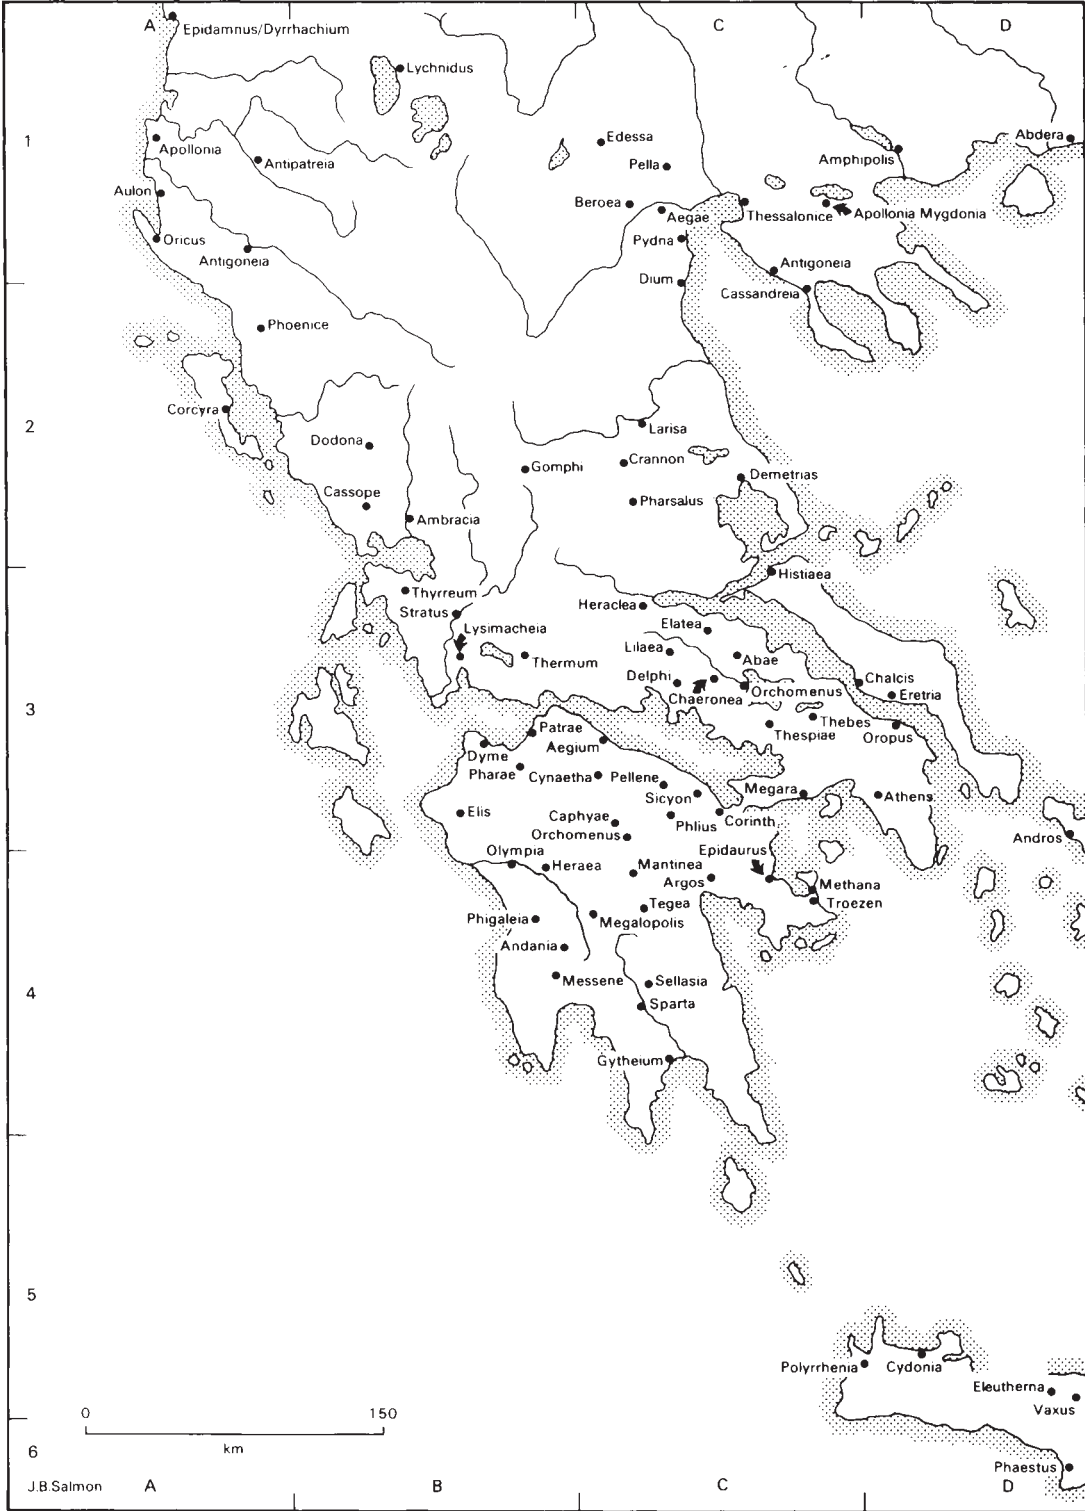 A
C
D
Epidamnus/Dyrrhachium
Lychnidus
1
Apollonia
Antipatreia
Edessa
Pella
Amphipolis
Abdera
Aulon
Beroea
Aegae
Thessalonice
Apollonia Mygdonia
Oricus
Antigoneia
Pydna
Dium
Antigoneia
Cassandreia
Phoenice
Corcyra
2
Dodona
Larisa
Gomphi
Crannon
Demetrias
Cassope
Pharsalus
Ambracia
Histiaea
Thyrreum
Stratus
Heraclea
Lysimacheia
Elatea
Lilaea
Thermum
Abae
Delphi
Chaeronea
Orchomenus
Chalcis
Eretria
3
Patrae
Aegium
Thebes
Thespiae
Oropus
Dyme
Pharae
Cynaetha
Pellene
Sicyon
Megara
Athens
Elis
Caphyae
Phlius
Corinth
Orchomenus
Andros
Olympia
Heraea
Mantinea
Epidaurus
Argos
Methana
Troezen
Phigaleia
Tegea
Megalopolis
Andania
4
Messene
Sellasia
Sparta
Gytheium
5
Polyrrhenia
Cydonia
Eleutherna
Vaxus
0 150
km
6
Phaestus
J.B.Salmon
A
B
C
D